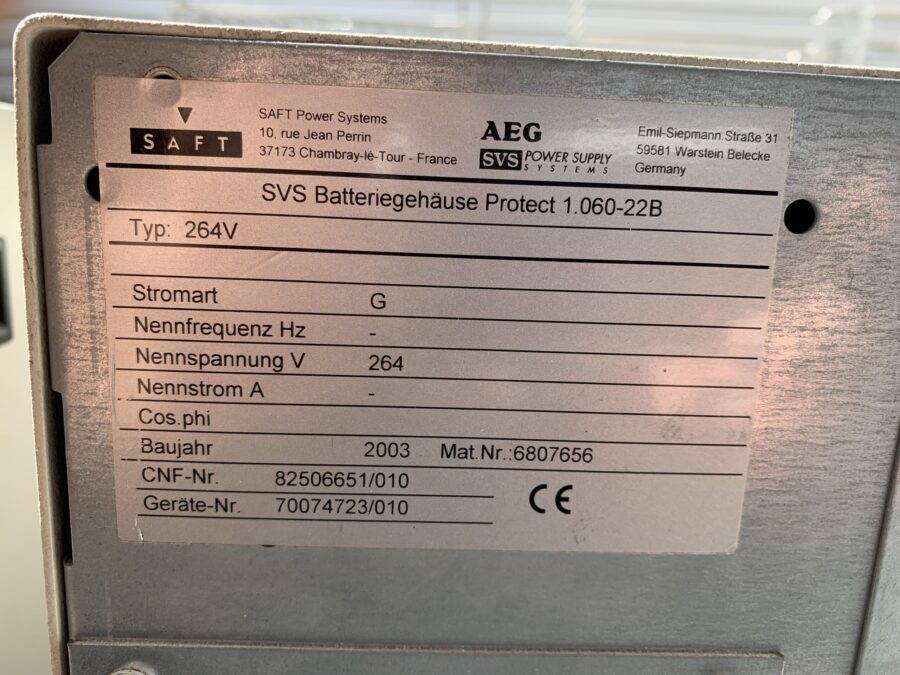 SAFT
SAFT Power Systems
10, rue Jean Perrin
37173 Chambray-lé-Tour - France
AEG
SVS POWER SUPPLY
SYSTEMS
Emil-Siepmann.Straße 31
59581 Warstein Belecke
Germany
SVS Batteriegehäuse Protect 1.060-22B
Typ: 264V
Stromart G
Nennfrequenz Hz -
Nennspannung V 264
Nennstrom A -
Cos.phi
Baujahr 2003 Mat.Nr.:6807656
CNF-Nr. 82506651/010
Geräte-Nr. 70074723/010
CE